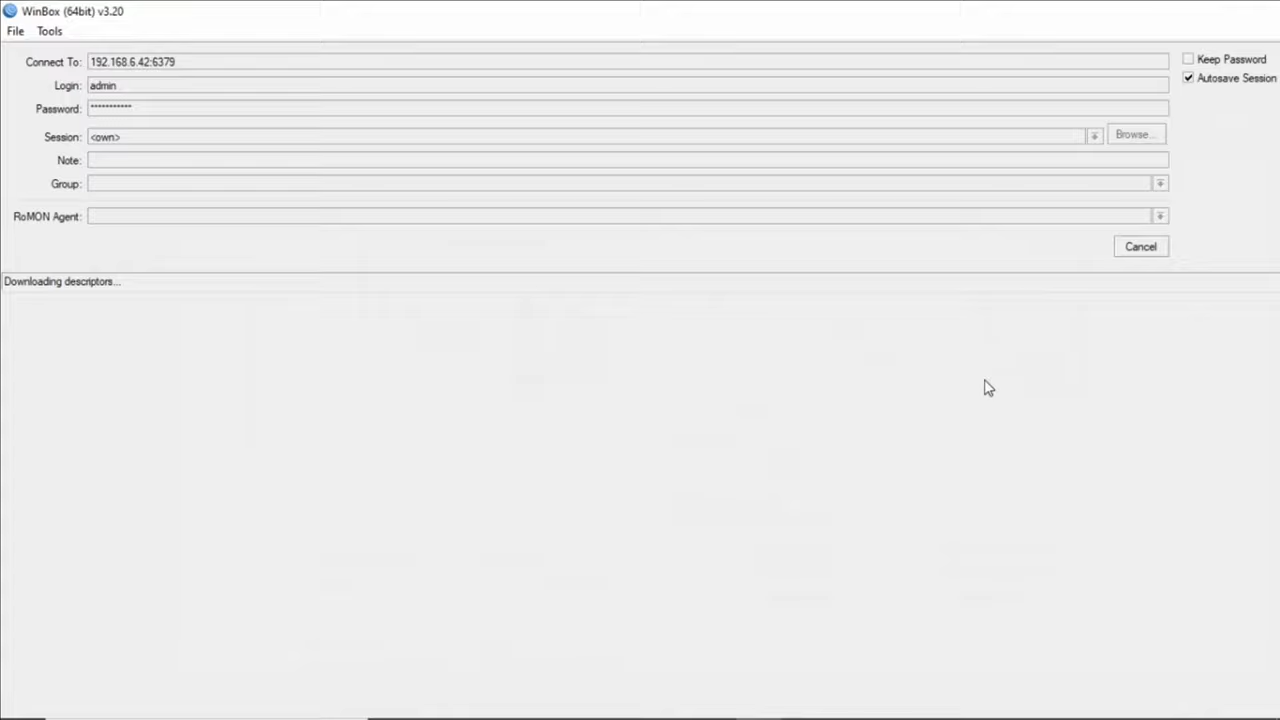 WinBox (64bit) v3.20
File Tools
Connect To: 192.168.6.42:6379
Keep Password
Login: admin
Autosave Session
Password: ***********
Session: <own>
Browse...
Note:
Group:
RoMON Agent:
Cancel
Downloading descriptors...